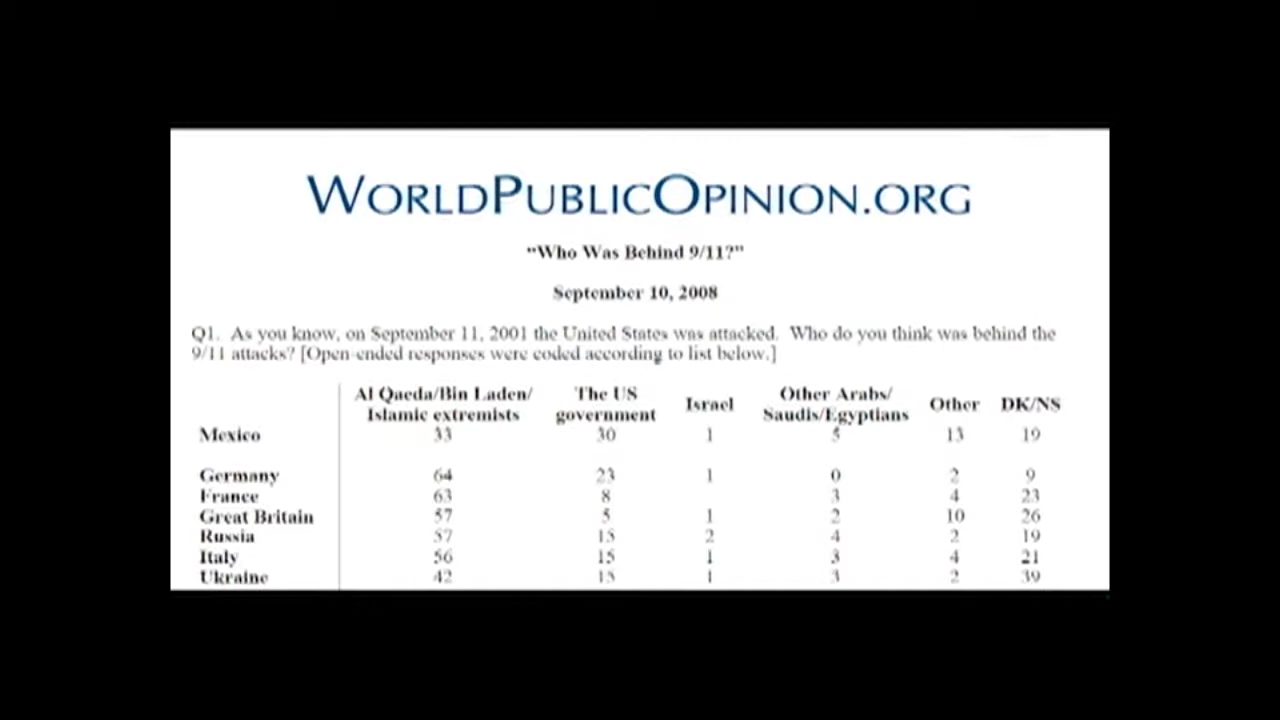 WORLDPUBLICOPINION.ORG
“Who Was Behind 9/11?”
September 10, 2008
Q1. As you know, on September 11, 2001 the United States was attacked. Who do you think was behind the
9/11 attacks? [Open-ended responses were coded according to list below.]
Al Qaeda/Bin Laden/ The US Other Arabs/
Islamic extremists government Israel Saudis/Egyptians Other DK/NS
Mexico 33 30 1 5 13 19
Germany 64 23 1 0 2 9
France 63 8 3 4 23
Great Britain 57 5 1 2 10 26
Russia 57 15 2 4 2 19
Italy 56 15 1 3 4 21
Ukraine 42 15 1 3 2 39